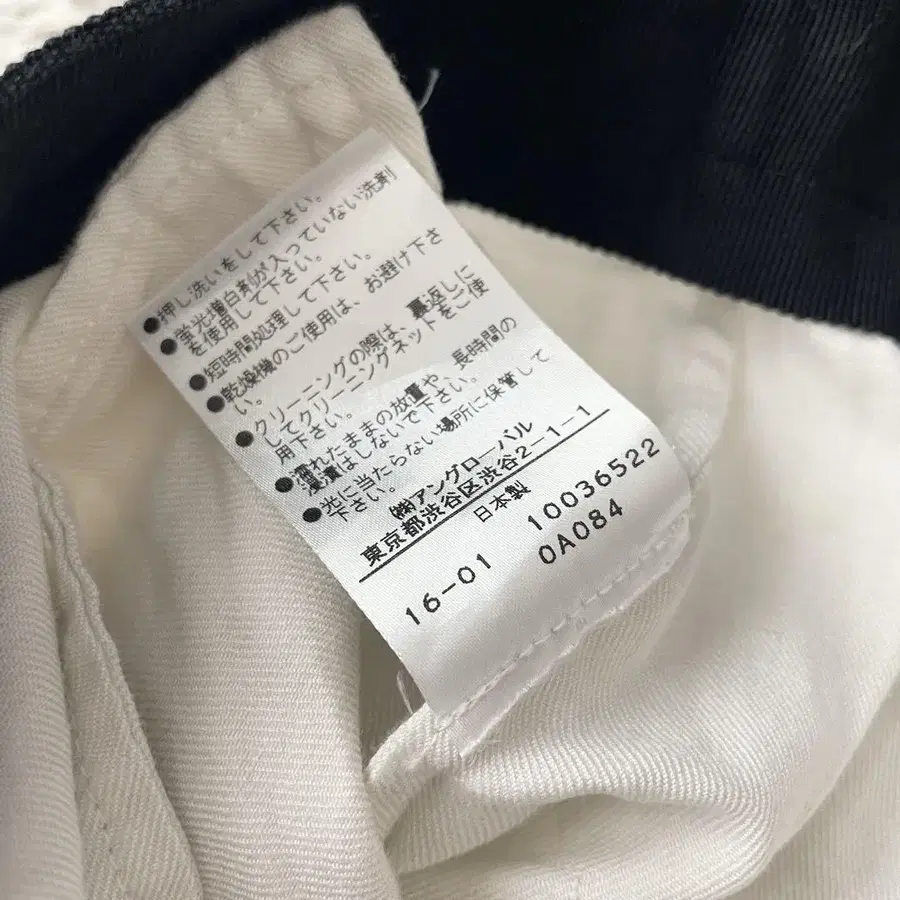 ●押し洗いをして下さい。
●蛍光増白剤が入っていない洗剤
を使用して下さい。
●短時間処理して下さい。
●乾燥機のご使用は、お避け下さ
い。
●クリーニングの際は、裏返しに
してクリーニングネットをご使
用下さい。
●濡れたままの放置や、長時間の
浸漬はしないで下さい。
●光に当たらない場所に保管して
下さい。
㈱アングローバル
東京都渋谷区渋谷2-1-1
日本製
16-01 10036522
0A084